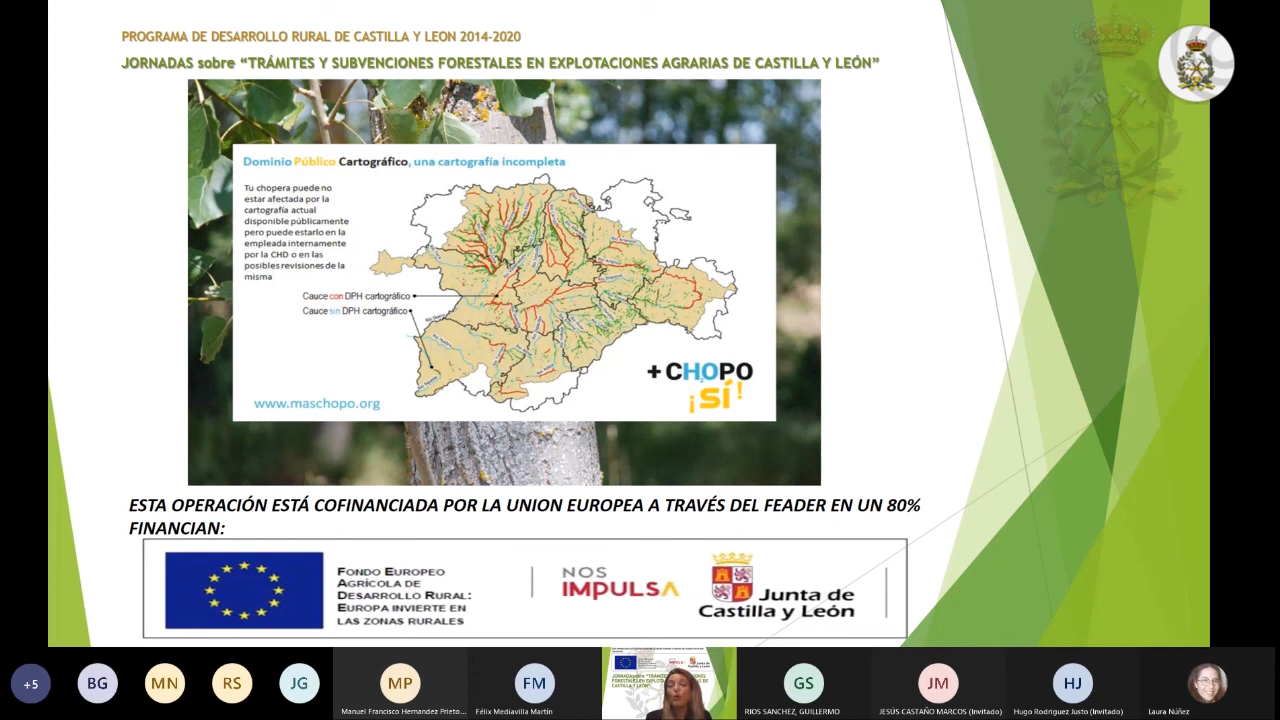 PROGRAMA DE DESARROLLO RURAL DE CASTILLA Y LEON 2014-2020
JORNADAS sobre “TRÁMITES Y SUBVENCIONES FORESTALES EN EXPLOTACIONES AGRARIAS DE CASTILLA Y LEÓN”
Dominio Público Cartográfico, una cartografía incompleta
Tu chopera puede no
estar afectada por la
cartografía actual
disponible públicamente
pero puede estarlo en la
empleada internamente
por la CHD o en las
posibles revisiones de la
misma
Cauce con DPH cartográfico
Cauce sin DPH cartográfico
+ CHOPO
¡SÍ!
www.maschopo.org
ESTA OPERACIÓN ESTÁ COFINANCIADA POR LA UNION EUROPEA A TRAVÉS DEL FEADER EN UN 80%
FINANCIAN:
FONDO EUROPEO
AGRÍCOLA DE
DESARROLLO RURAL:
EUROPA INVIERTE EN
LAS ZONAS RURALES
NOS
IMPULSA
Junta de
Castilla y León
+5
BG
MN
RS
JG
MP
FM
GS
JM
HJ
Manuel Francisco Hernandez Prieto...
Félix Mediavilla Martín
RIOS SANCHEZ, GUILLERMO
JESÚS CASTAÑO MARCOS (Invitado)
Hugo Rodriguez Justo (Invitado)
Laura Núñez